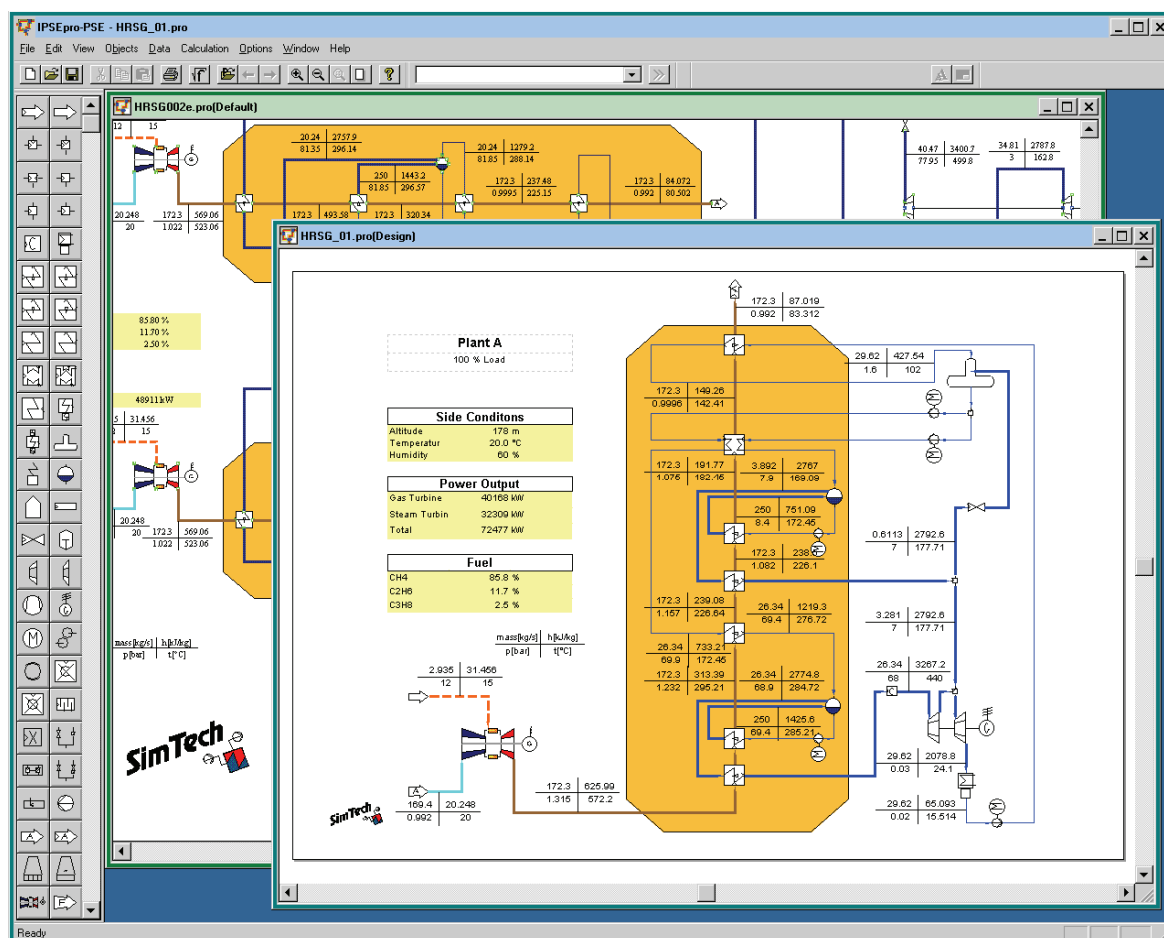 IPSEpro-PSE - HRSG_01.pro
File Edit View Objects Data Calculation Options Window Help
HRSG002e.pro(Default)
12 15
20.24 2757.9
81.35 296.14
20.24 1279.2
81.85 288.14
250 1443.2
81.85 296.57
172.3 237.48
0.9995 225.15
172.3 84.072
0.992 80.502
40.47 3400.7
77.95 499.8
34.81 2787.8
3 162.8
20.248
20
172.3 569.06
1.022 523.06
172.3 493.58
172.3 320.34
85.80 %
11.70 %
2.50 %
48911kW
31.456
15
20.248
20
172.3 569.06
1.022 523.06
mass[kg/s] h[kJ/kg]
p[bar] t[°C]
SimTech
HRSG_01.pro(Design)
Plant A
100 % Load
Side Conditons
Altitude 178 m
Temperatur 20.0 °C
Humidity 60 %
Power Output
Gas Turbine 40168 kW
Steam Turbin 32309 kW
Total 72477 kW
Fuel
CH4 85.8 %
C2H6 11.7 %
C3H8 2.5 %
mass[kg/s] h[kJ/kg]
p[bar] t[°C]
2.935 31.456
12 15
169.4 20.248
0.992 20
172.3 625.99
1.315 572.2
SimTech
172.3 87.019
0.992 83.312
29.62 427.54
1.6 102
172.3 149.26
0.9996 142.41
172.3 191.77
1.076 182.46
3.892 2767
7.9 169.09
250 751.09
8.4 172.45
172.3 238.6
1.082 226.1
0.6113 2792.6
7 177.71
172.3 239.08
1.157 226.64
26.34 1219.3
69.4 276.72
3.281 2792.6
7 177.71
26.34 733.21
69.9 172.45
172.3 313.39
1.232 295.21
26.34 2774.8
68.9 284.72
26.34 3267.2
68 440
250 1425.6
69.4 285.21
29.62 2078.8
0.03 24.1
29.62 65.093
0.02 15.514
Ready